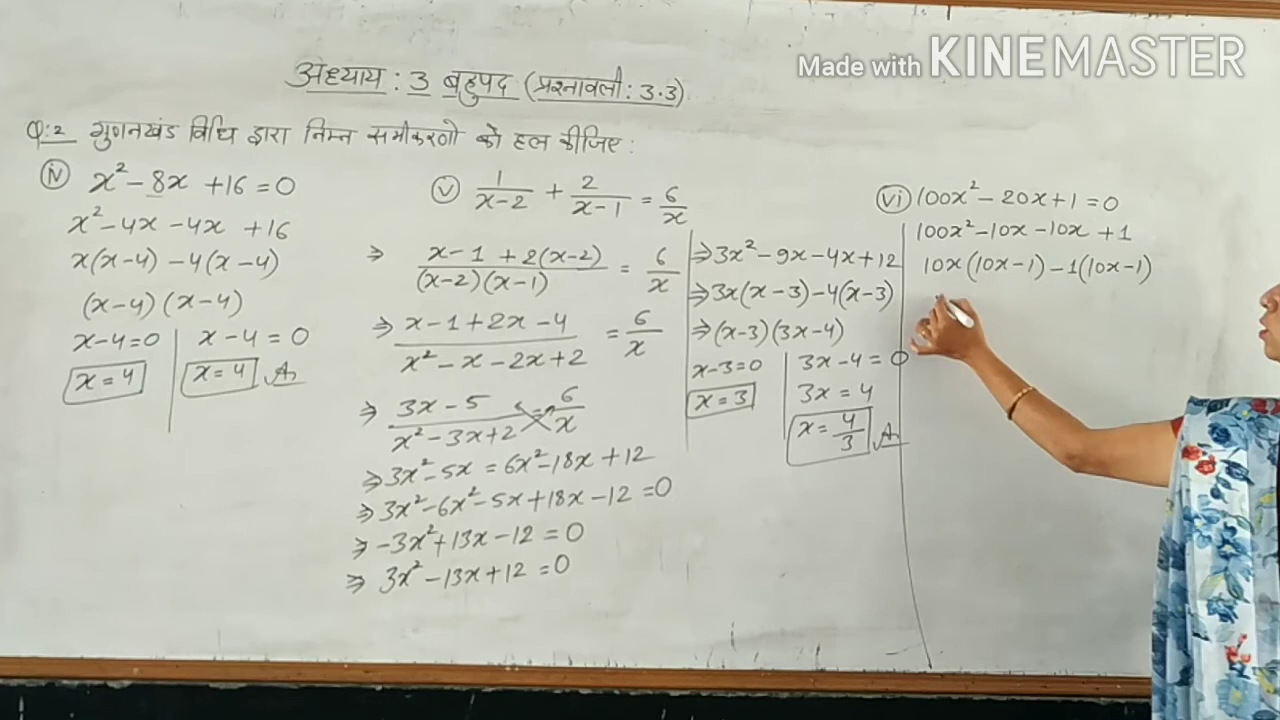 Made with KINEMASTER
अध्याय : 3 बहुपद (प्रश्नावली : 3.3)
Q:2 गुणनखंड विधि द्वारा निम्न समीकरणो को हल कीजिए :
(iv) x² - 8x + 16 = 0
x² - 4x - 4x + 16
x(x-4) - 4(x-4)
(x-4) (x-4)
x-4=0 | x-4=0
x=4 | x=4 A
(v) 1/(x-2) + 2/(x-1) = 6/x
⇒ (x-1+2(x-2))/((x-2)(x-1)) = 6/x
⇒ (x-1+2x-4)/(x²-x-2x+2) = 6/x
⇒ (3x-5)/(x²-3x+2) = 6/x
⇒ 3x²-5x = 6x²-18x+12
⇒ 3x²-6x²-5x+18x-12=0
⇒ -3x²+13x-12=0
⇒ 3x²-13x+12=0
⇒ 3x²-9x-4x+12
⇒ 3x(x-3)-4(x-3)
⇒ (x-3)(3x-4)
x-3=0 | 3x-4=0
x=3 | 3x=4
x=4/3 A
(vi) 100x²-20x+1=0
100x²-10x-10x+1
10x(10x-1)-1(10x-1)